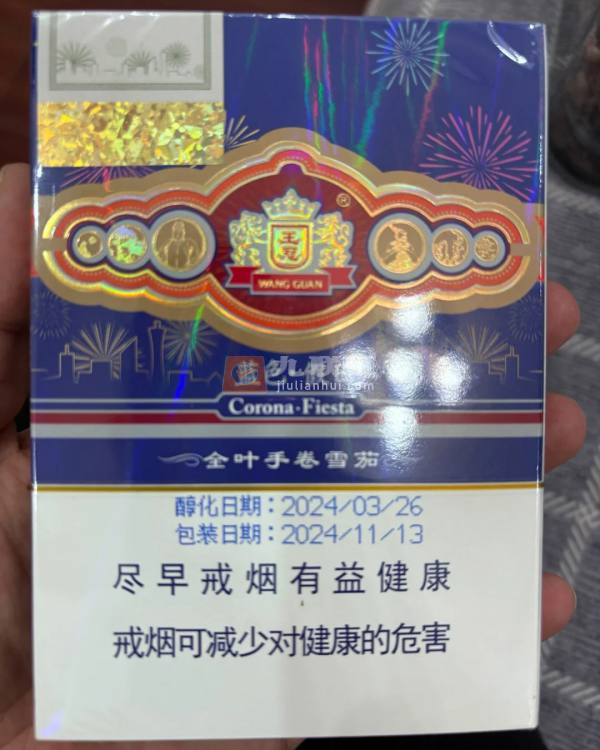 王冠
®
WANG GUAN
jiulianhui.com
Corona·Fiesta
全叶手卷雪茄
醇化日期：2024/03/26
包装日期：2024/11/13
尽早戒烟有益健康
戒烟可减少对健康的危害